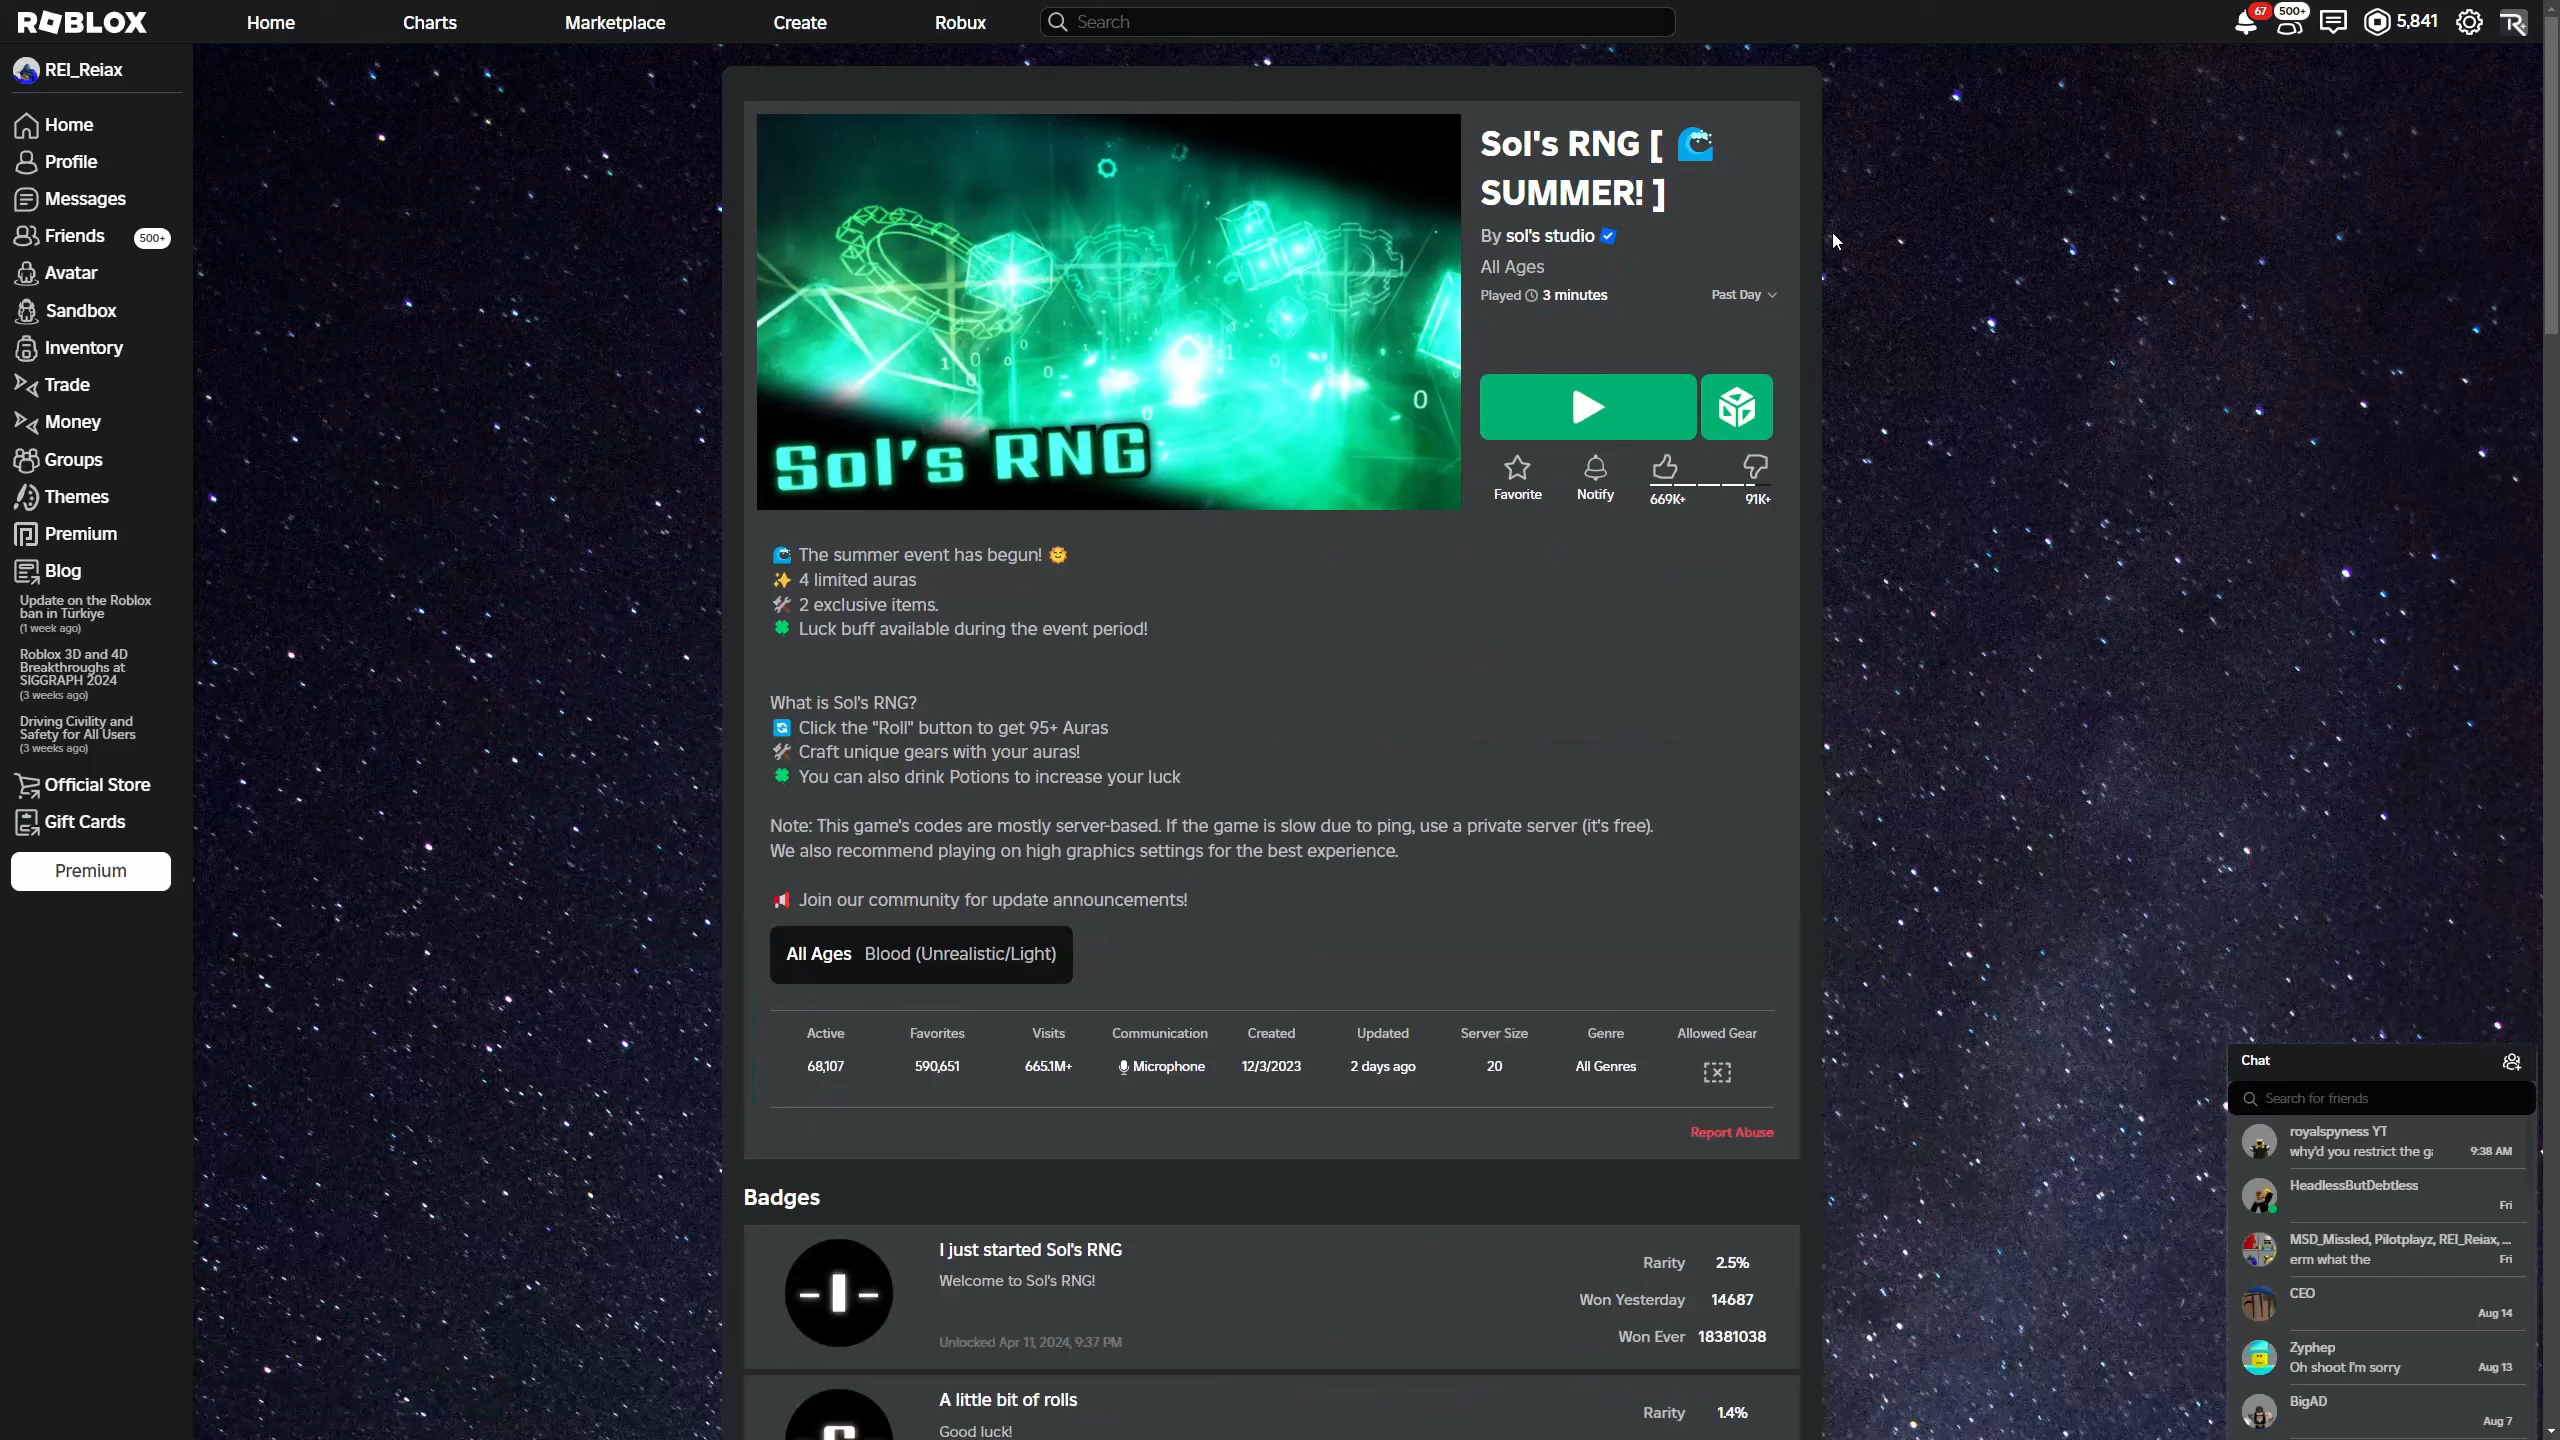 ROBLOX
Home
Charts
Marketplace
Create
Robux
Search
67
500+
5,841
REI_Reiax
Home
Profile
Messages
Friends
500+
Avatar
Sandbox
Inventory
Trade
Money
Groups
Themes
Premium
Blog
Update on the Roblox
ban in Türkiye
(1 week ago)
Roblox 3D and 4D
Breakthroughs at
SIGGRAPH 2024
(3 weeks ago)
Driving Civility and
Safety for All Users
(3 weeks ago)
Official Store
Gift Cards
Premium
Sol's RNG
Sol's RNG [ 🌊
SUMMER! ]
By sol's studio
All Ages
Played 3 minutes
Past Day
Favorite
Notify
669K+
91K+
🌊 The summer event has begun! 🌞
✨ 4 limited auras
🛠 2 exclusive items.
🍀 Luck buff available during the event period!
What is Sol's RNG?
🔄 Click the "Roll" button to get 95+ Auras
🛠 Craft unique gears with your auras!
🍀 You can also drink Potions to increase your luck
Note: This game's codes are mostly server-based. If the game is slow due to ping, use a private server (it's free).
We also recommend playing on high graphics settings for the best experience.
📢 Join our community for update announcements!
All Ages Blood (Unrealistic/Light)
Active Favorites Visits Communication Created Updated Server Size Genre Allowed Gear
68,107 590,651 665.1M+ Microphone 12/3/2023 2 days ago 20 All Genres
Report Abuse
Badges
I just started Sol's RNG
Welcome to Sol's RNG!
Unlocked Apr 11, 2024, 9:37 PM
Rarity 2.5%
Won Yesterday 14687
Won Ever 18381038
A little bit of rolls
Good luck!
Rarity 1.4%
Chat
Search for friends
royalspyness YT
why'd you restrict the ga 9:38 AM
HeadlessButDebtless
Fri
MSD_Missled, Pilotplayz, REI_Reiax, ...
erm what the Fri
CEO
Aug 14
Zyphep
Oh shoot I'm sorry Aug 13
BigAD
Aug 7